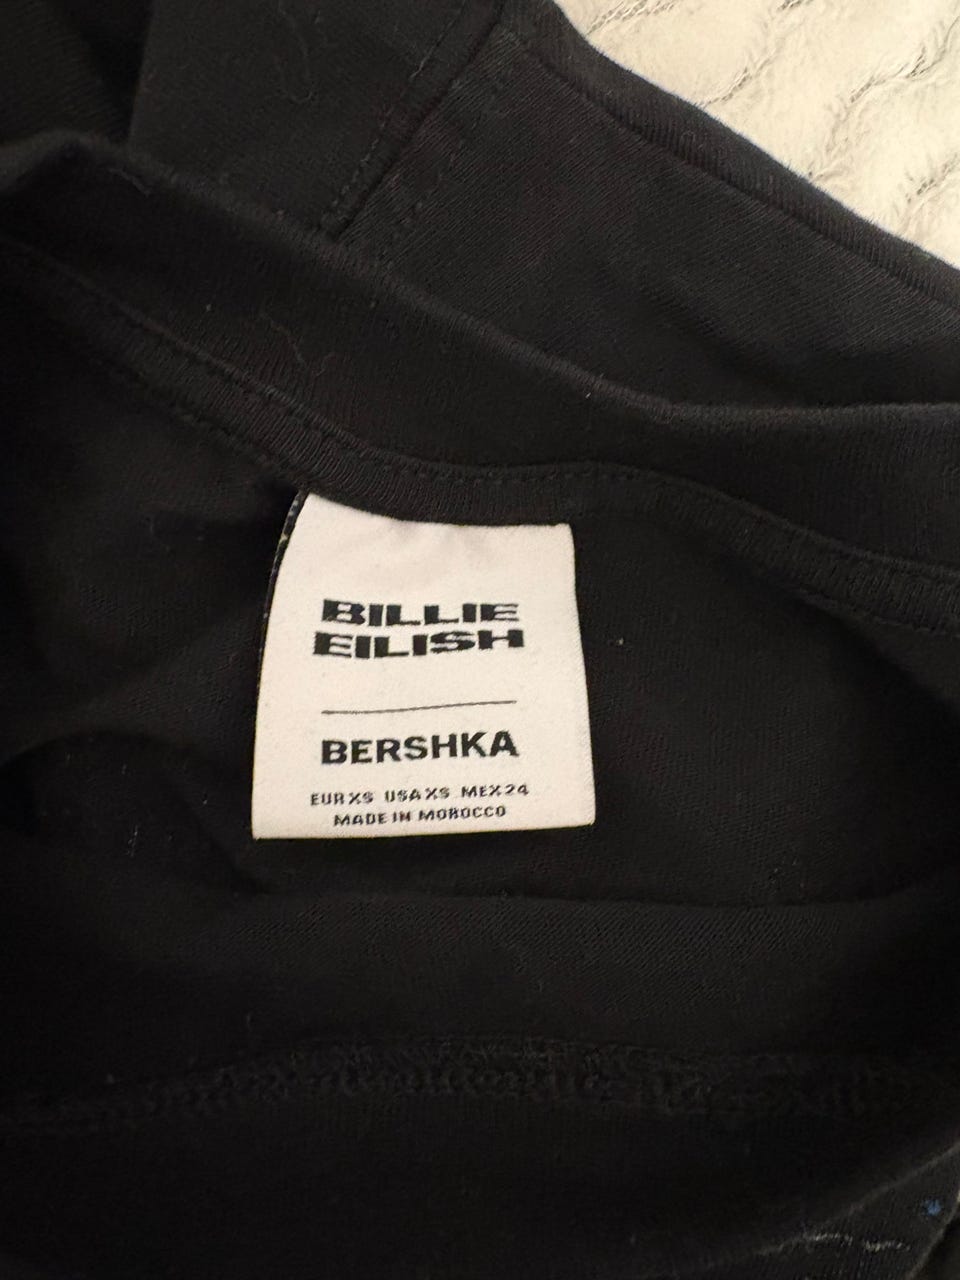 BILLIE
EILISH
BERSHKA
EUR XS USA XS MEX 24
MADE IN MOROCCO